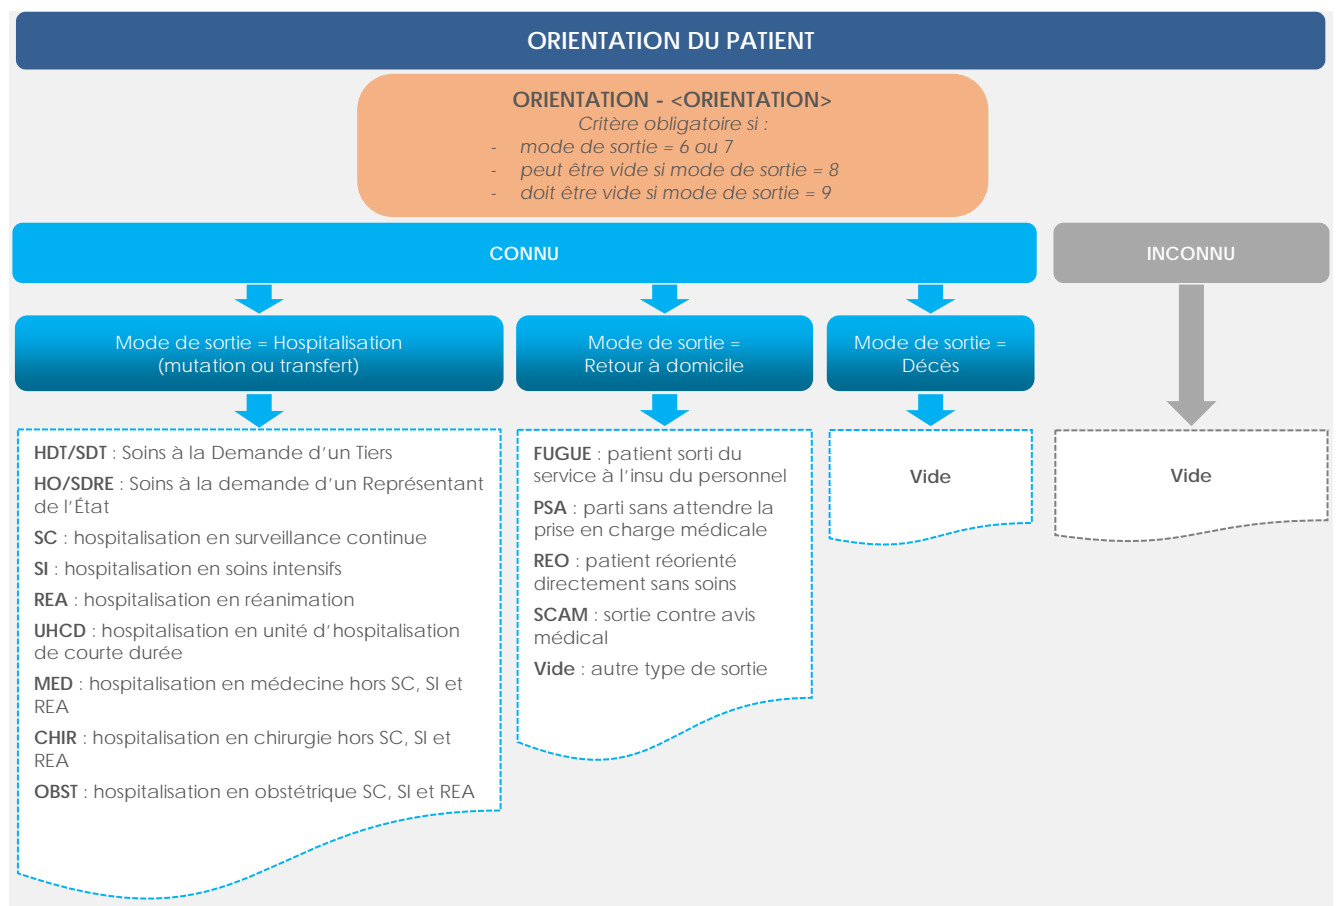 ORIENTATION DU PATIENT
ORIENTATION - <ORIENTATION>
Critère obligatoire si :
- mode de sortie = 6 ou 7
- peut être vide si mode de sortie = 8
- doit être vide si mode de sortie = 9
CONNU
INCONNU
Mode de sortie = Hospitalisation
(mutation ou transfert)
Mode de sortie =
Retour à domicile
Mode de sortie =
Décès
HDT/SDT : Soins à la Demande d'un Tiers
HO/SDRE : Soins à la demande d'un Représentant
de l'État
SC : hospitalisation en surveillance continue
SI : hospitalisation en soins intensifs
REA : hospitalisation en réanimation
UHCD : hospitalisation en unité d'hospitalisation
de courte durée
MED : hospitalisation en médecine hors SC, SI et
REA
CHIR : hospitalisation en chirurgie hors SC, SI et
REA
OBST : hospitalisation en obstétrique SC, SI et REA
FUGUE : patient sorti du
service à l'insu du personnel
PSA : parti sans attendre la
prise en charge médicale
REO : patient réorienté
directement sans soins
SCAM : sortie contre avis
médical
Vide : autre type de sortie
Vide
Vide